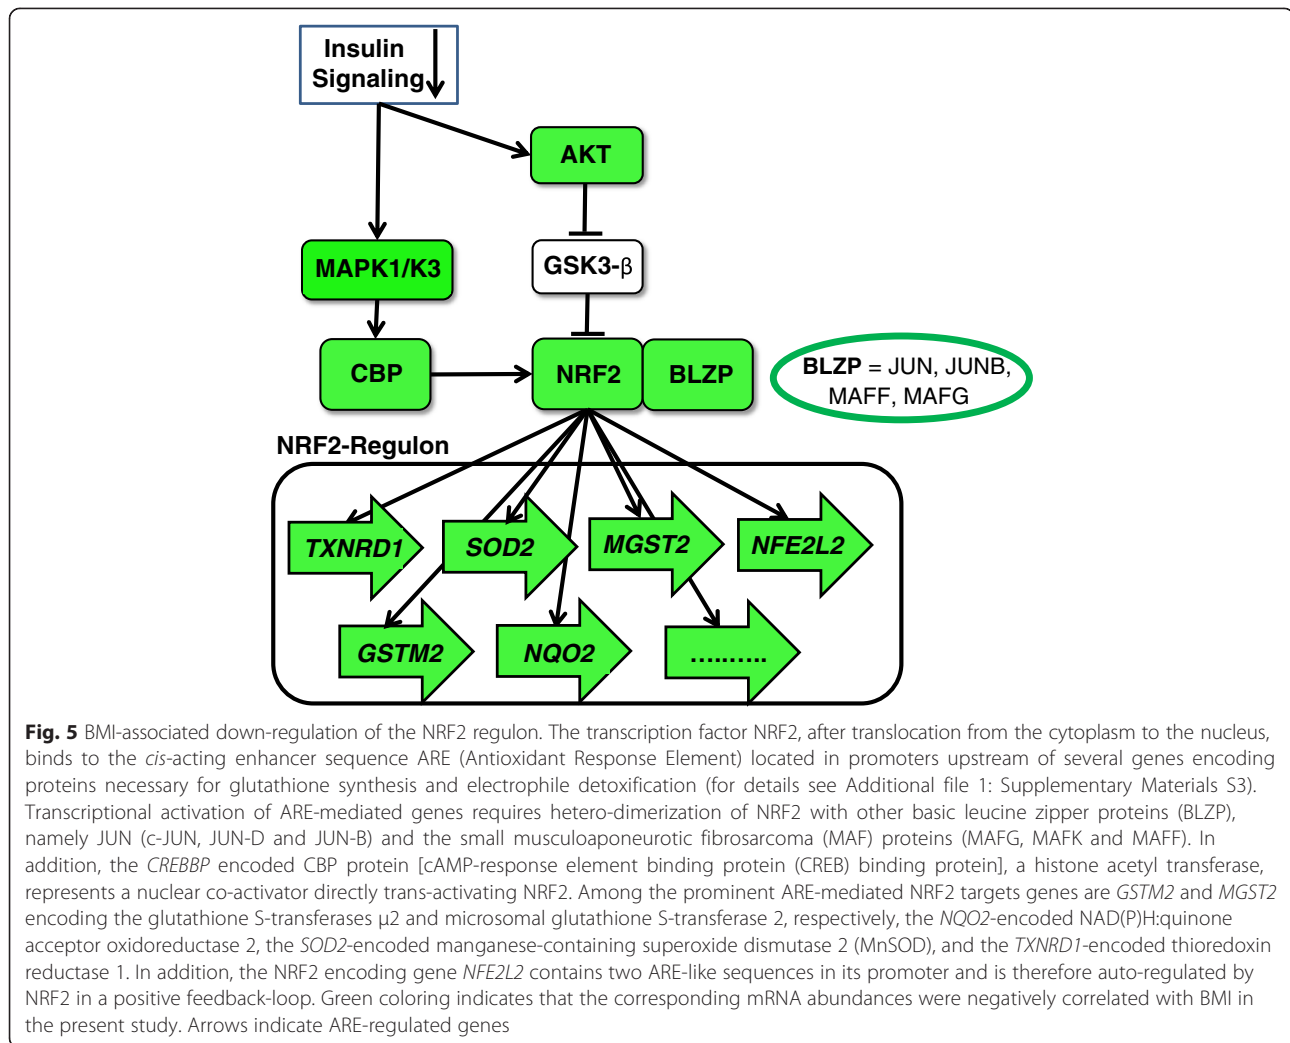 Insulin
Signaling
AKT
MAPK1/K3
GSK3-β
CBP
NRF2
BLZP
BLZP = JUN, JUNB,
MAFF, MAFG
NRF2-Regulon
TXNRD1
SOD2
MGST2
NFE2L2
GSTM2
NQO2
..........
Fig. 5 BMI-associated down-regulation of the NRF2 regulon. The transcription factor NRF2, after translocation from the cytoplasm to the nucleus,
binds to the cis-acting enhancer sequence ARE (Antioxidant Response Element) located in promoters upstream of several genes encoding
proteins necessary for glutathione synthesis and electrophile detoxification (for details see Additional file 1: Supplementary Materials S3).
Transcriptional activation of ARE-mediated genes requires hetero-dimerization of NRF2 with other basic leucine zipper proteins (BLZP),
namely JUN (c-JUN, JUN-D and JUN-B) and the small musculoaponeurotic fibrosarcoma (MAF) proteins (MAFG, MAFK and MAFF). In
addition, the CREBBP encoded CBP protein [cAMP-response element binding protein (CREB) binding protein], a histone acetyl transferase,
represents a nuclear co-activator directly trans-activating NRF2. Among the prominent ARE-mediated NRF2 targets genes are GSTM2 and MGST2
encoding the glutathione S-transferases μ2 and microsomal glutathione S-transferase 2, respectively, the NQO2-encoded NAD(P)H:quinone
acceptor oxidoreductase 2, the SOD2-encoded manganese-containing superoxide dismutase 2 (MnSOD), and the TXNRD1-encoded thioredoxin
reductase 1. In addition, the NRF2 encoding gene NFE2L2 contains two ARE-like sequences in its promoter and is therefore auto-regulated by
NRF2 in a positive feedback-loop. Green coloring indicates that the corresponding mRNA abundances were negatively correlated with BMI in
the present study. Arrows indicate ARE-regulated genes